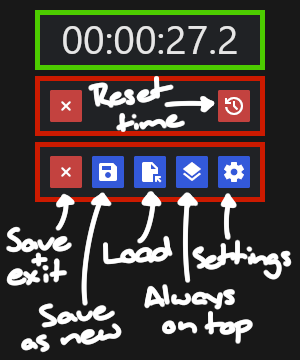 00:00:27.2
Reset
time
Save
+
exit
Save
as new
Load
Always
on top
Settings